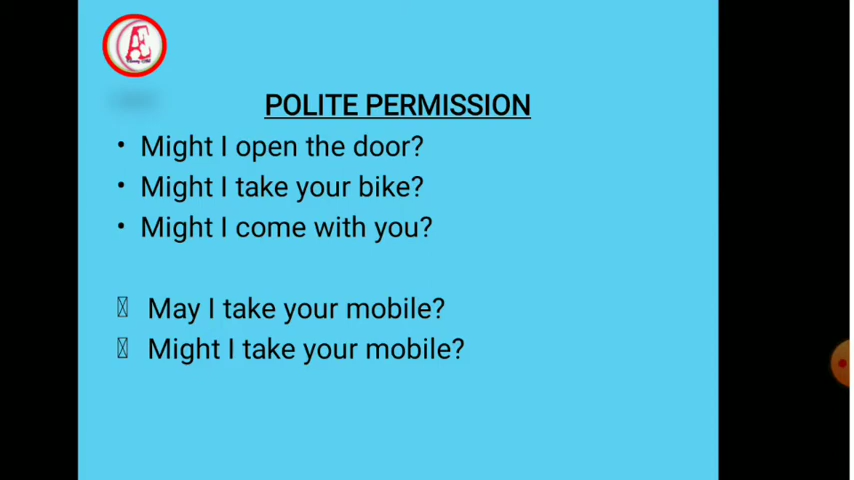 Æ
POLITE PERMISSION
• Might I open the door?
• Might I take your bike?
• Might I come with you?
May I take your mobile?
Might I take your mobile?